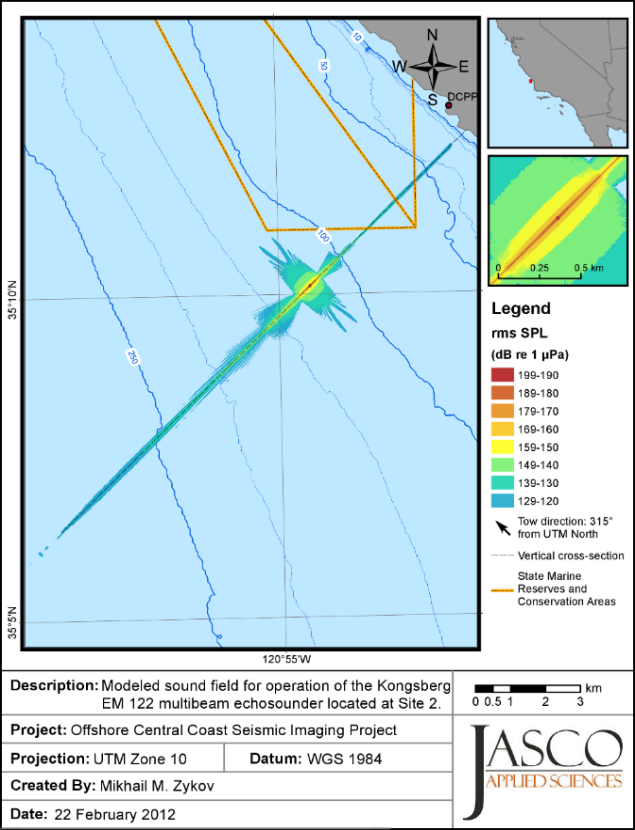 10
50
N
W E
S
DCPP
100
250
35°10'N
35°5'N
120°55'W
0 0.25 0.5 km
Legend
rms SPL
(dB re 1 µPa)
199-190
189-180
179-170
169-160
159-150
149-140
139-130
129-120
Tow direction: 315°
from UTM North
Vertical cross-section
State Marine
Reserves and
Conservation Areas
Description: Modeled sound field for operation of the Kongsberg
EM 122 multibeam echosounder located at Site 2.
Project: Offshore Central Coast Seismic Imaging Project
Projection: UTM Zone 10 Datum: WGS 1984
Created By: Mikhail M. Zykov
Date: 22 February 2012
0 0.5 1 2 3 km
JASCO
APPLIED SCIENCES